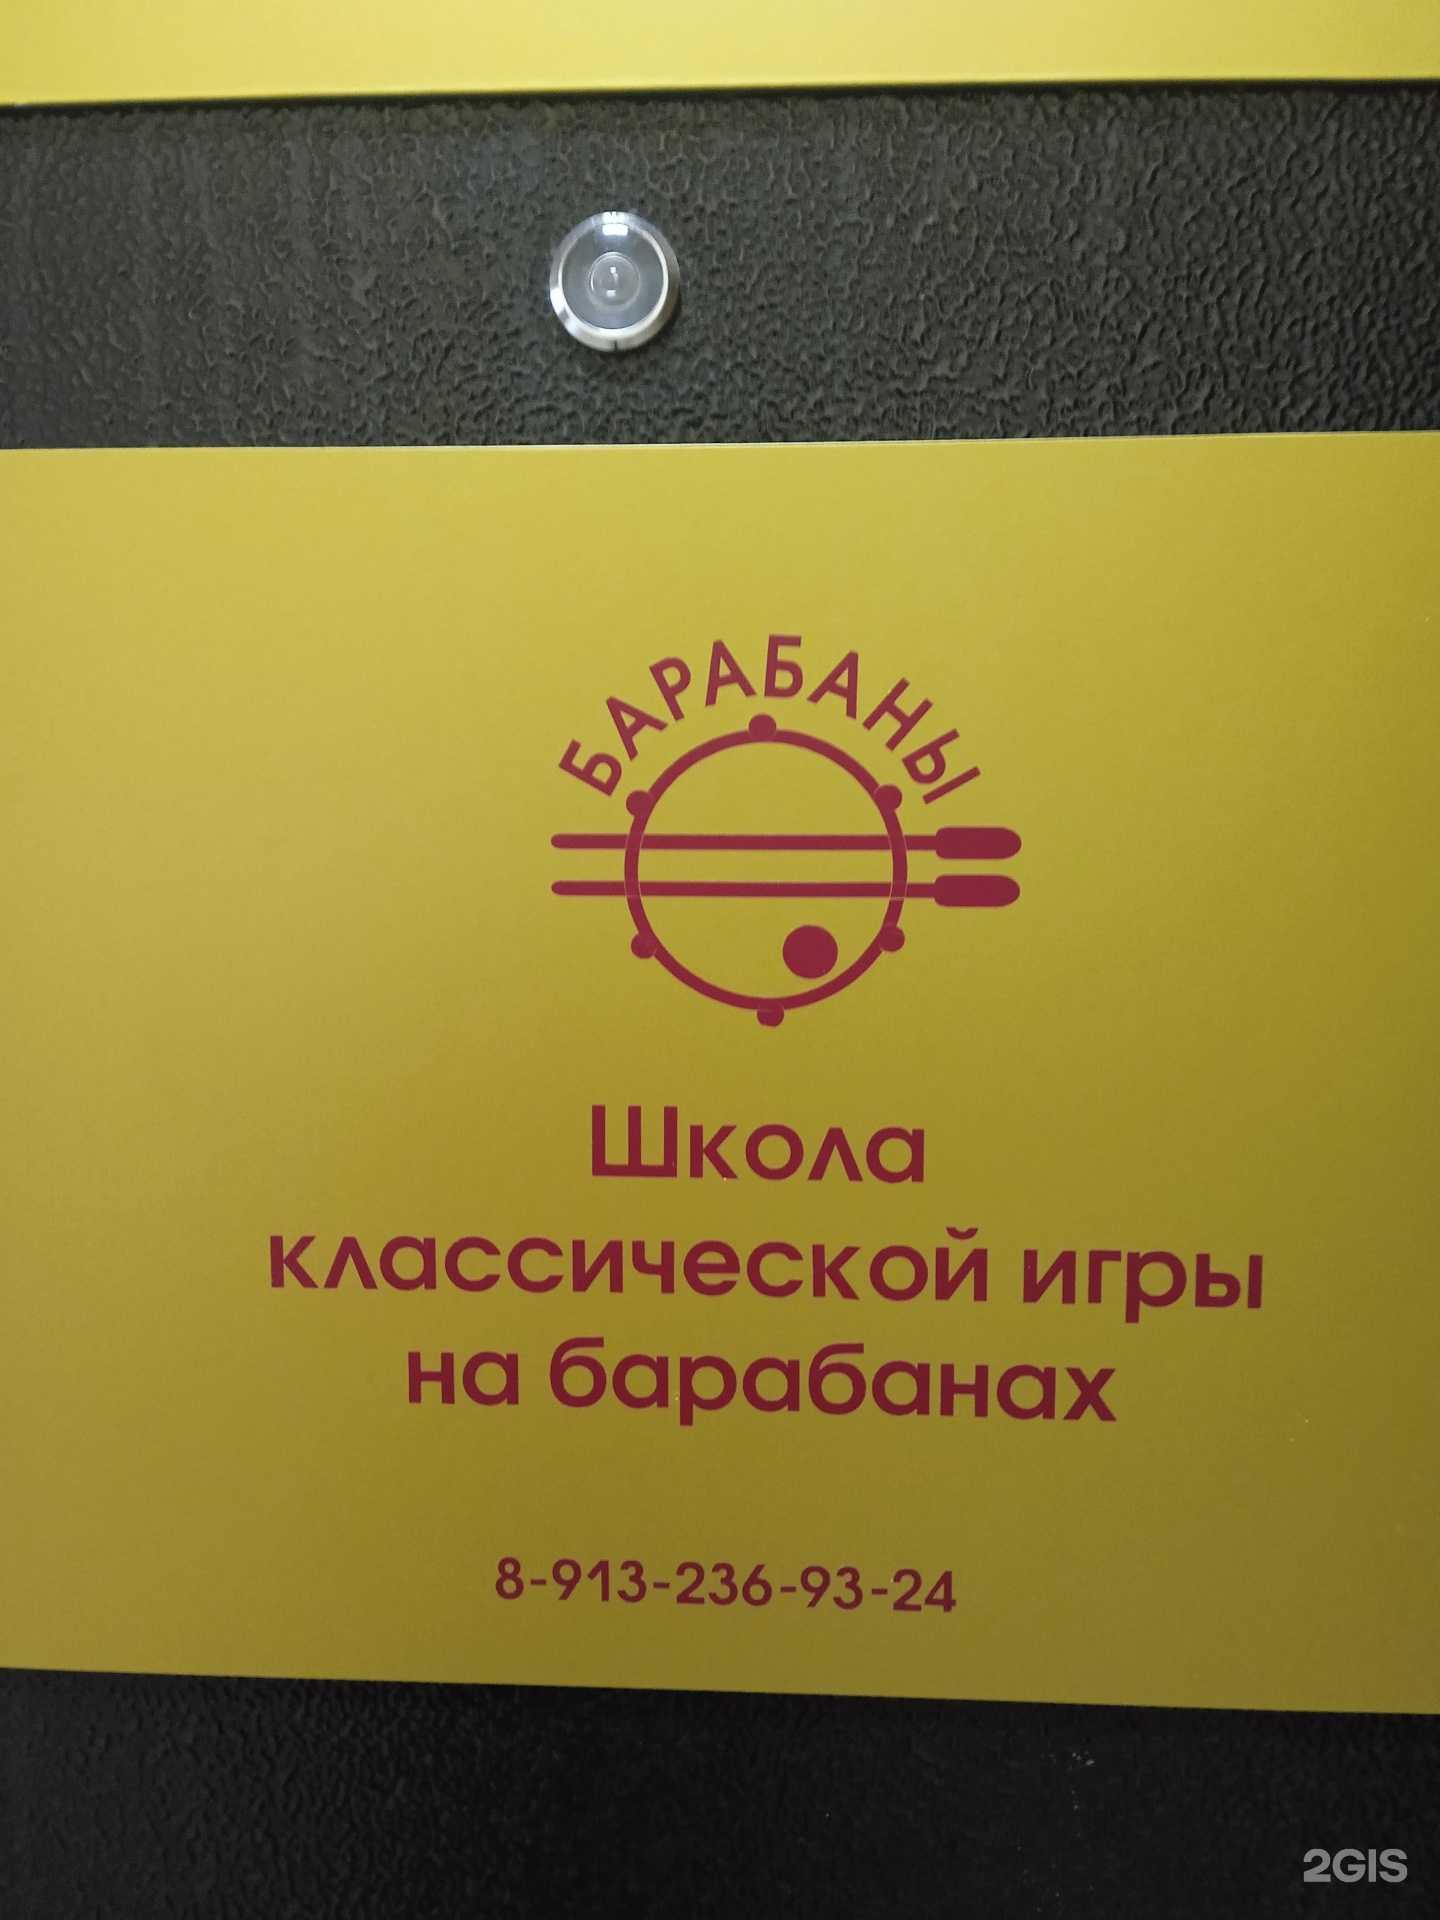 БАРАБАНЫ
Школа
классической игры
на барабанах
8-913-236-93-24
2GIS